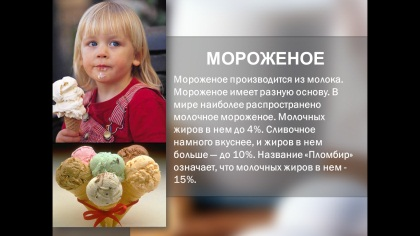 МОРОЖЕНОЕ
Мороженое производится из молока.
Мороженое имеет разную основу. В
мире наиболее распространено
молочное мороженое. Молочных
жиров в нем до 4%. Сливочное
намного вкуснее, и жиров в нем
больше — до 10%. Название «Пломбир»
означает, что молочных жиров в нем -
15%.